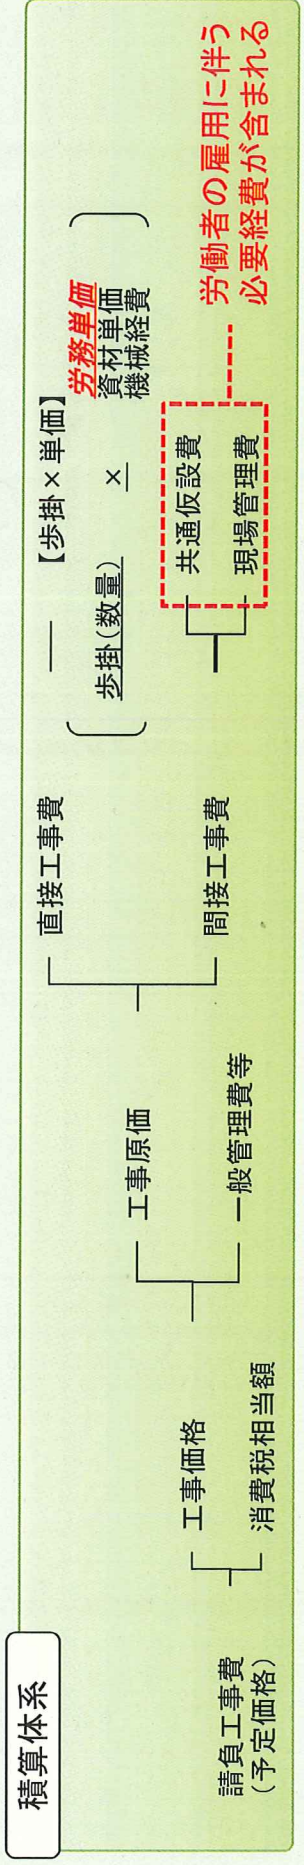 積算体系
請負工事費
(予定価格)
工事価格
消費税相当額
工事原価
一般管理費等
直接工事費
間接工事費
【歩掛×単価】
歩掛(数量) × 労務単価
資材単価
機械経費
共通仮設費
現場管理費
労働者の雇用に伴う
必要経費が含まれる